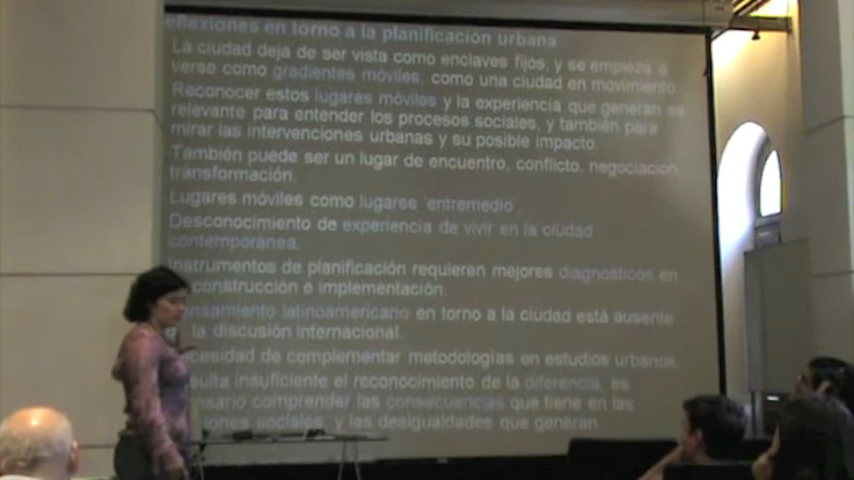 eflexiones en torno a la planificación urbana
La ciudad deja de ser vista como enclaves fijos, y se empieza a
verse como gradientes móviles, como una ciudad en movimiento.
Reconocer estos lugares móviles y la experiencia que generan es
relevante para entender los procesos sociales, y también para
mirar las intervenciones urbanas y su posible impacto.
También puede ser un lugar de encuentro, conflicto, negociación
transformación.
Lugares móviles como lugares 'entremedio'.
Desconocimiento de experiencia de vivir en la ciudad
contemporánea.
Instrumentos de planificación requieren mejores diagnosticos en
construcción e implementación.
nsamiento latinoamericano en torno a la ciudad está ausente
la discusión internacional.
cesidad de complementar metodologías en estudios urbanos.
sulta insuficiente el reconocimiento de la diferencia, es
nsario comprender las consecuencias que tiene en las
iones sociales, y las desigualdades que generan